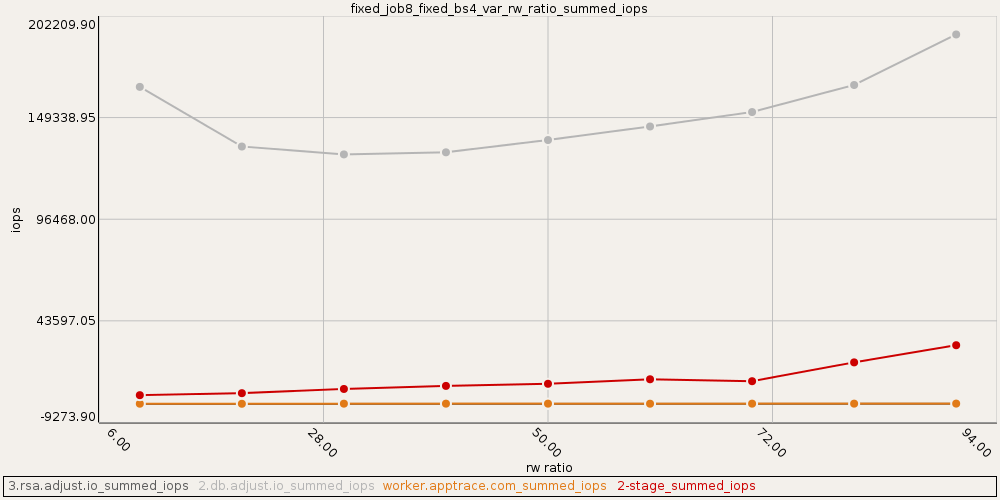 fixed_job8_fixed_bs4_var_rw_ratio_summed_iops
202209.90
149338.95
96468.00
43597.05
-9273.90
iops
6.00
28.00
50.00
72.00
94.00
rw ratio
3.rsa.adjust.io_summed_iops 2.db.adjust.io_summed_iops worker.apptrace.com_summed_iops 2-stage_summed_iops